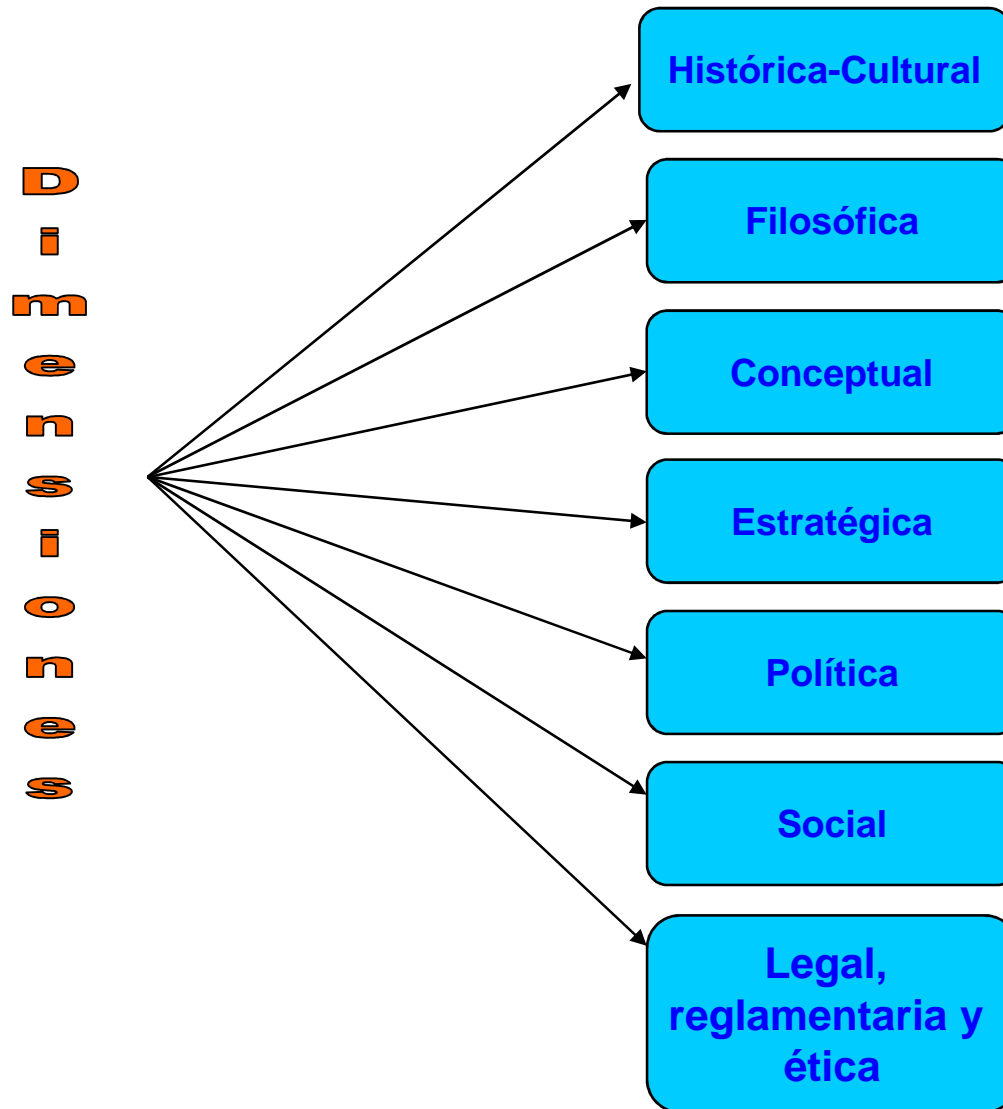 Dimensiones
Histórica-Cultural
Filosófica
Conceptual
Estratégica
Política
Social
Legal,
reglamentaria y
ética